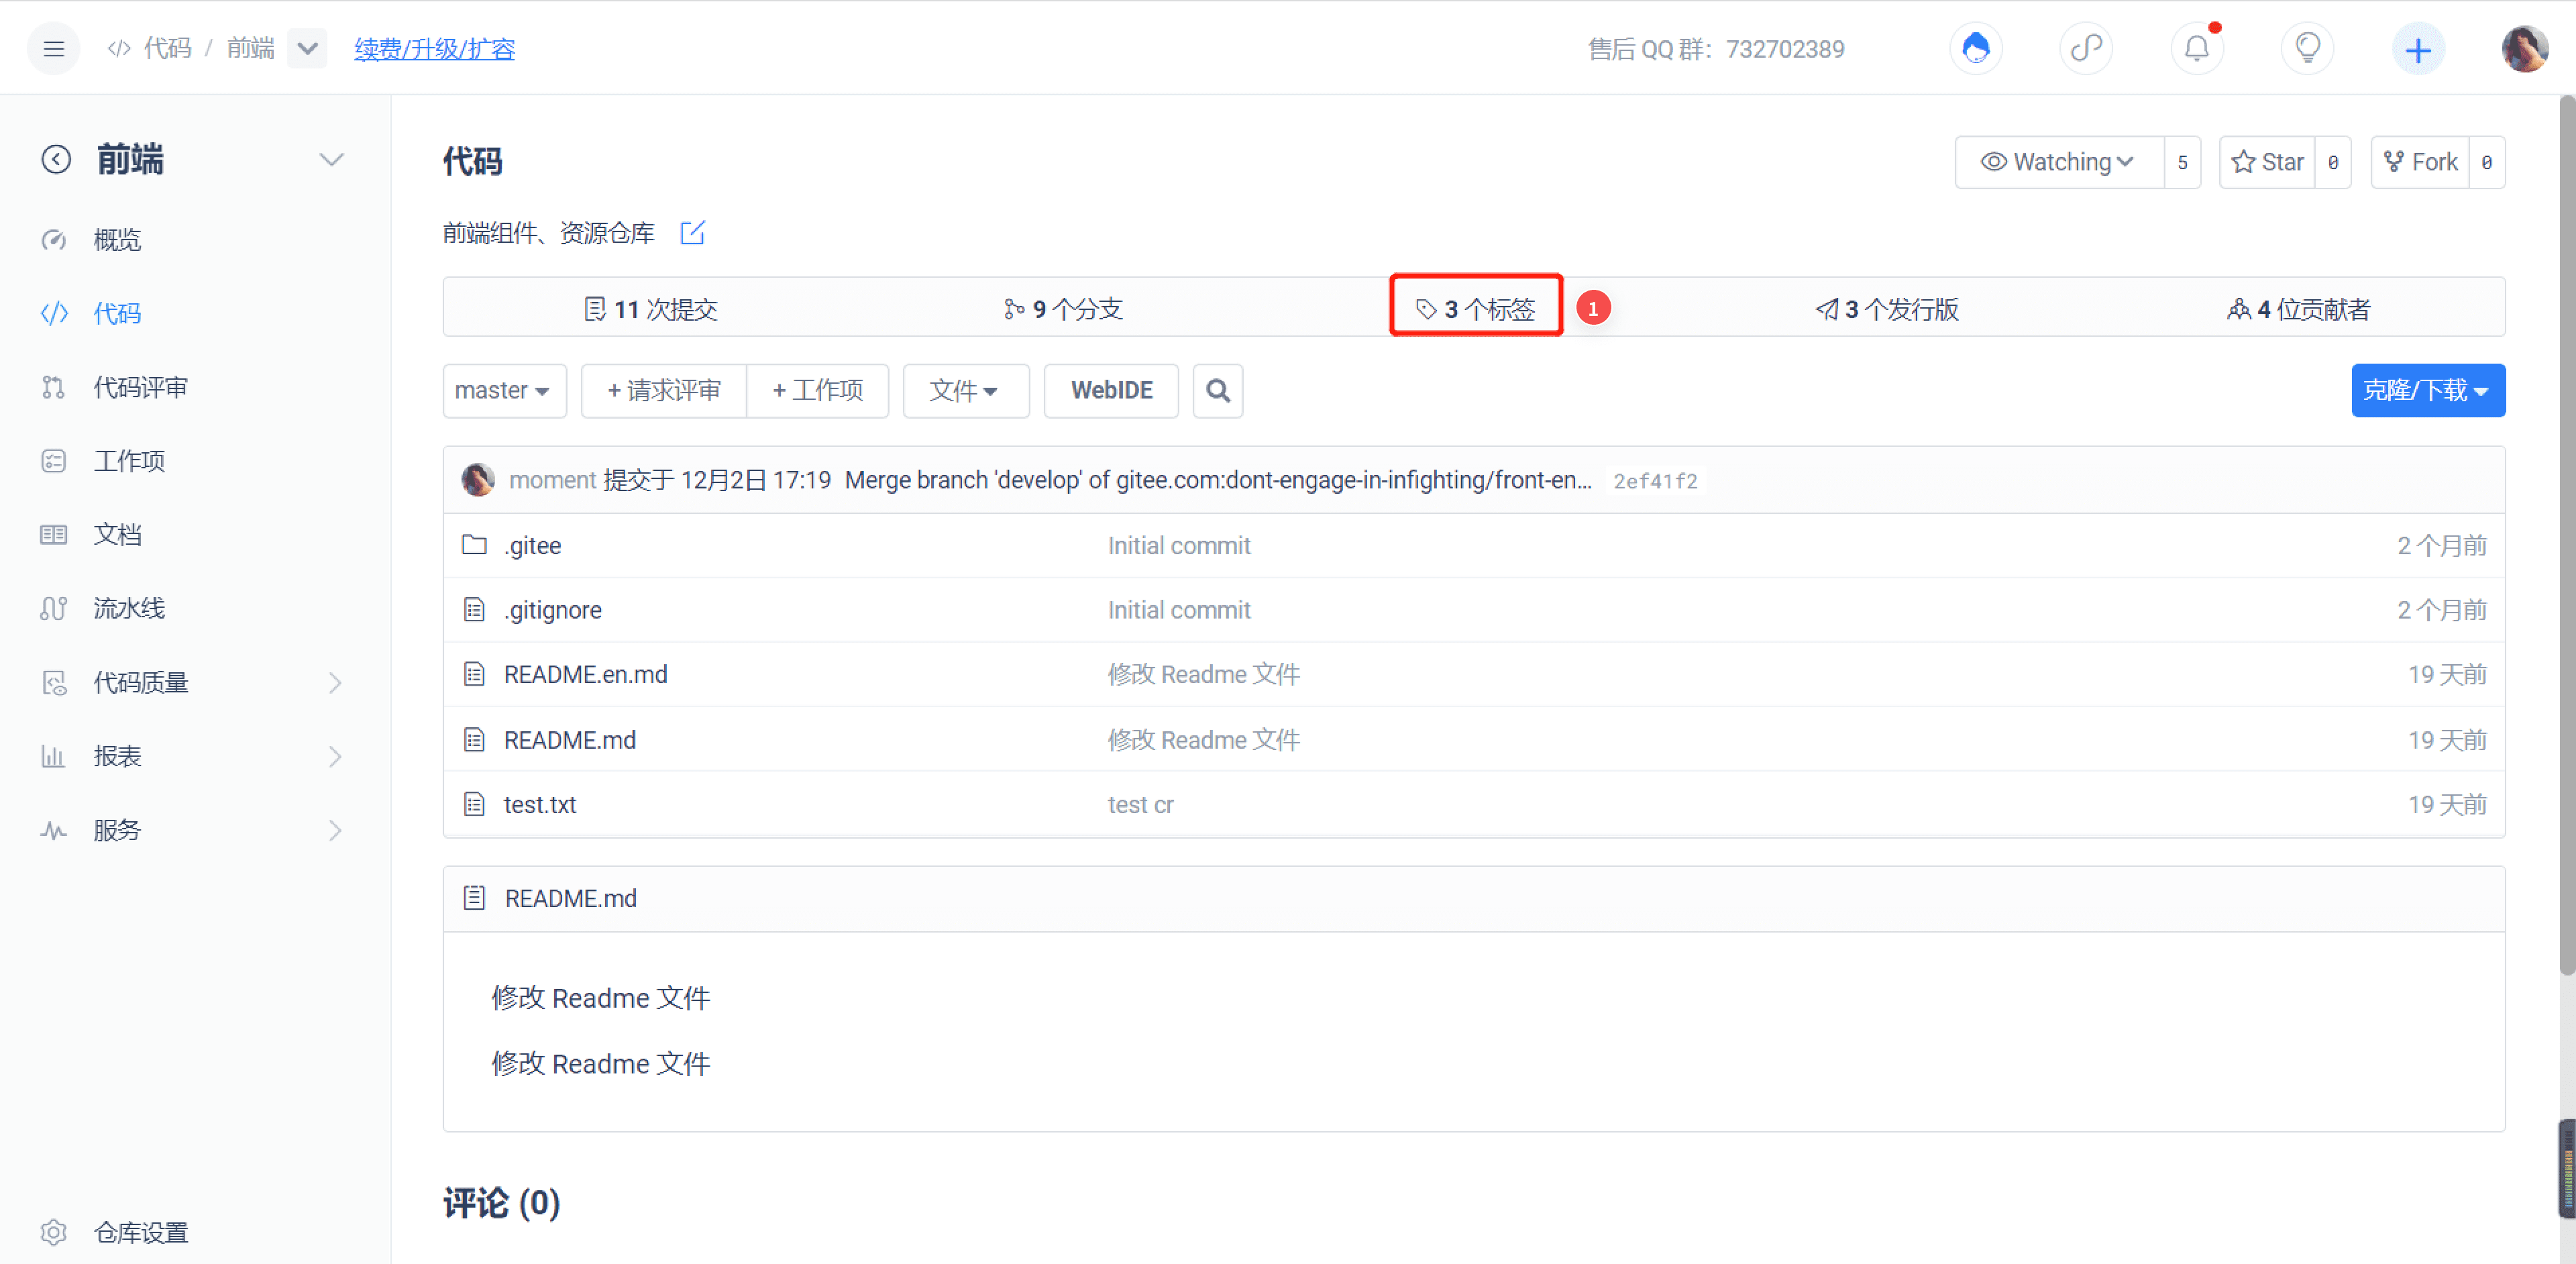 代码 / 前端 续费/升级/扩容 售后 QQ 群：732702389
前端
概览
代码
代码评审
工作项
文档
流水线
代码质量
报表
服务
仓库设置
代码
Watching 5 Star 0 Fork 0
前端组件、资源仓库
11 次提交 9 个分支 3 个标签 1 3 个发行版 4 位贡献者
master + 请求评审 + 工作项 文件 WebIDE 克隆/下载
moment 提交于 12月2日 17:19 Merge branch 'develop' of gitee.com:dont-engage-in-infighting/front-en... 2ef41f2
.gitee Initial commit 2 个月前
.gitignore Initial commit 2 个月前
README.en.md 修改 Readme 文件 19 天前
README.md 修改 Readme 文件 19 天前
test.txt test cr 19 天前
README.md
修改 Readme 文件
修改 Readme 文件
评论 (0)